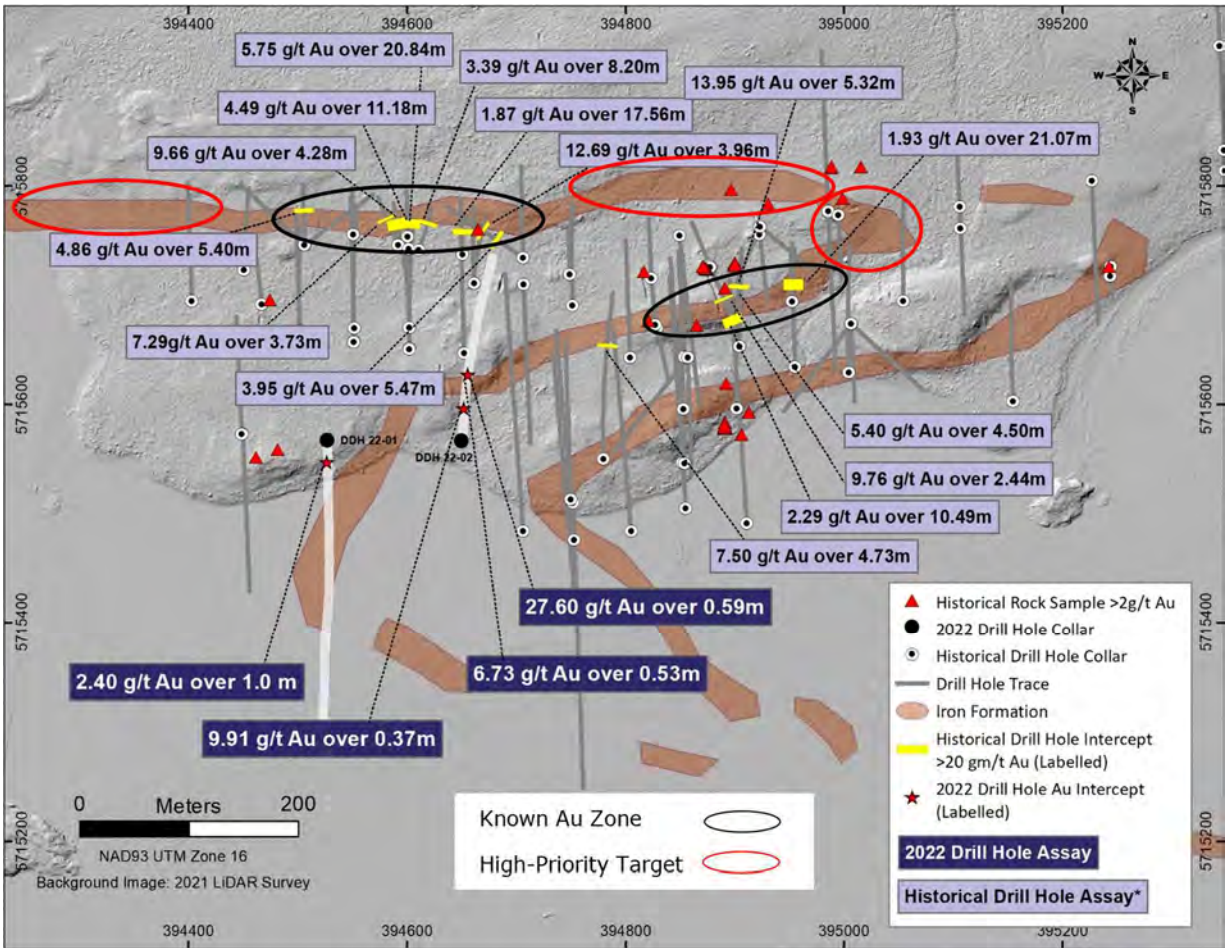 394400
394600
394800
395000
395200
5.75 g/t Au over 20.84m
3.39 g/t Au over 8.20m
13.95 g/t Au over 5.32m
4.49 g/t Au over 11.18m
1.87 g/t Au over 17.56m
1.93 g/t Au over 21.07m
9.66 g/t Au over 4.28m
12.69 g/t Au over 3.96m
N
W
E
S
5715800
5715800
4.86 g/t Au over 5.40m
7.29g/t Au over 3.73m
3.95 g/t Au over 5.47m
5715600
5715600
DDH 22-01
DDH 22-02
5.40 g/t Au over 4.50m
9.76 g/t Au over 2.44m
2.29 g/t Au over 10.49m
7.50 g/t Au over 4.73m
27.60 g/t Au over 0.59m
6.73 g/t Au over 0.53m
2.40 g/t Au over 1.0 m
9.91 g/t Au over 0.37m
5715400
5715400
Historical Rock Sample >2g/t Au
2022 Drill Hole Collar
Historical Drill Hole Collar
Drill Hole Trace
Iron Formation
Historical Drill Hole Intercept
>20 gm/t Au (Labelled)
2022 Drill Hole Au Intercept
(Labelled)
2022 Drill Hole Assay
Historical Drill Hole Assay*
0 Meters 200
NAD93 UTM Zone 16
Background Image: 2021 LiDAR Survey
Known Au Zone
High-Priority Target
5715200
5715200
394400
394600
394800
395000
395200